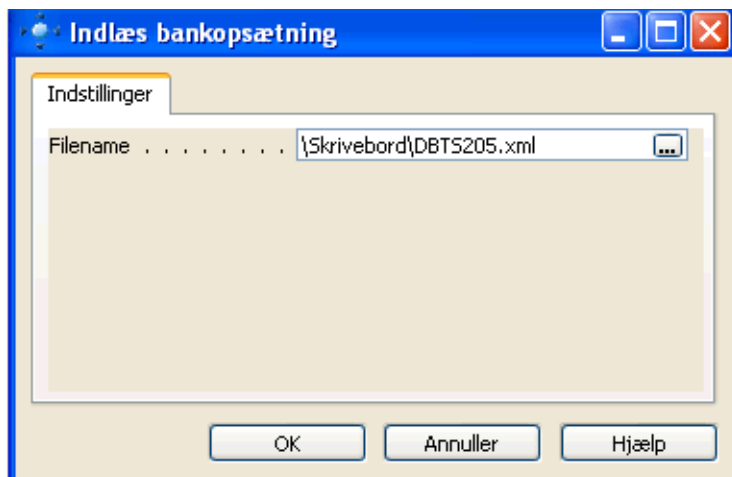 Indlæs bankopsætning
Indstillinger
Filename . . . . . . . . \Skrivebord\DBTS205.xml ...
OK Annuller Hjælp